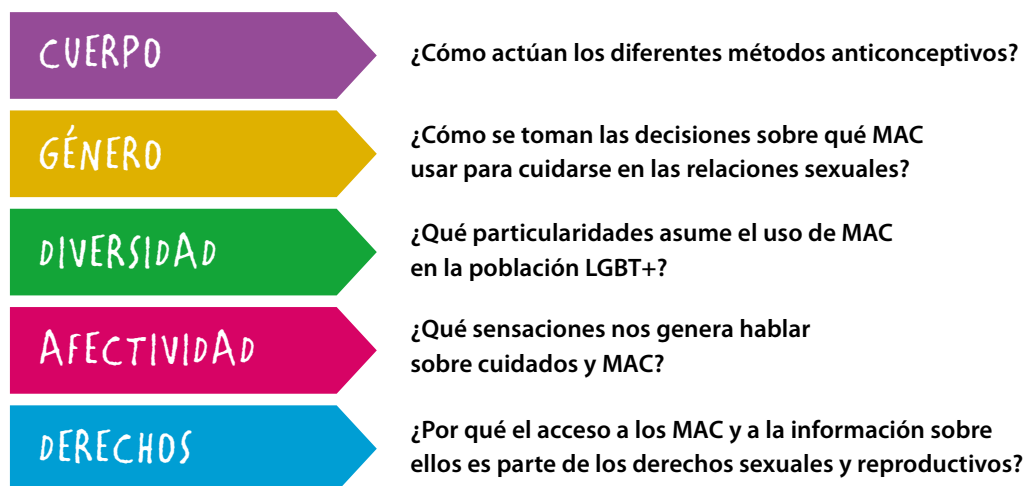 CUERPO
¿Cómo actúan los diferentes métodos anticonceptivos?
GÉNERO
¿Cómo se toman las decisiones sobre qué MAC
usar para cuidarse en las relaciones sexuales?
DIVERSIDAD
¿Qué particularidades asume el uso de MAC
en la población LGBT+?
AFECTIVIDAD
¿Qué sensaciones nos genera hablar
sobre cuidados y MAC?
DERECHOS
¿Por qué el acceso a los MAC y a la información sobre
ellos es parte de los derechos sexuales y reproductivos?